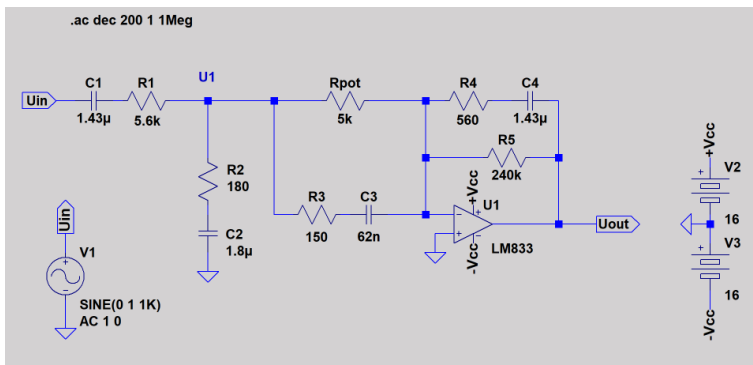 .ac dec 200 1 1Meg
C1
R1
U1
Rpot
R4
C4
Uin
1.43µ
5.6k
5k
560
1.43µ
R5
240k
R2
180
+Vcc
V2
R3
C3
+Vcc
U1
16
150
62n
LM833
Uout
-Vcc
C2
1.8µ
Uin
V1
V3
16
SINE(0 1 1K)
AC 1 0
-Vcc